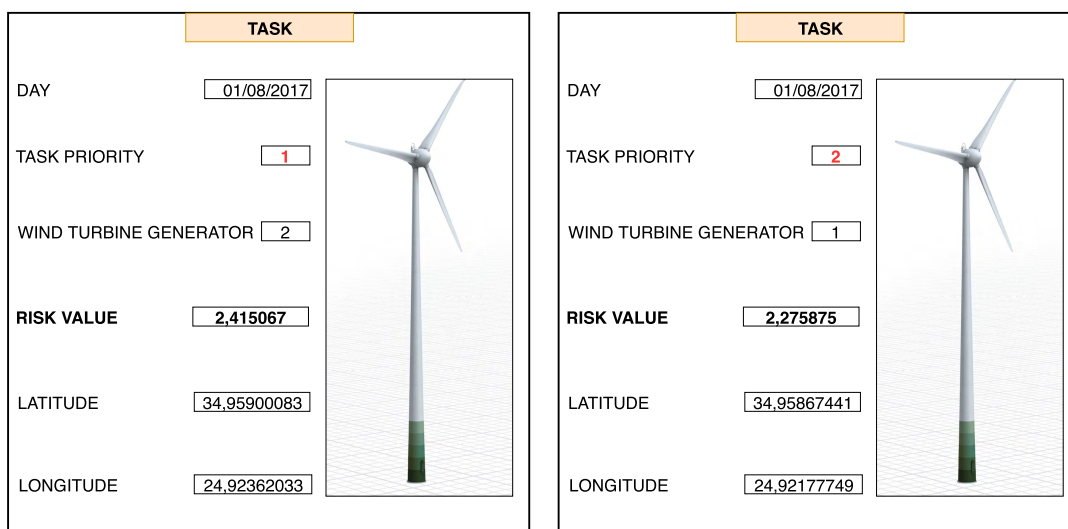 TASK
DAY 01/08/2017
TASK PRIORITY 1
WIND TURBINE GENERATOR 2
RISK VALUE 2,415067
LATITUDE 34,95900083
LONGITUDE 24,92362033
TASK
DAY 01/08/2017
TASK PRIORITY 2
WIND TURBINE GENERATOR 1
RISK VALUE 2,275875
LATITUDE 34,95867441
LONGITUDE 24,92177749